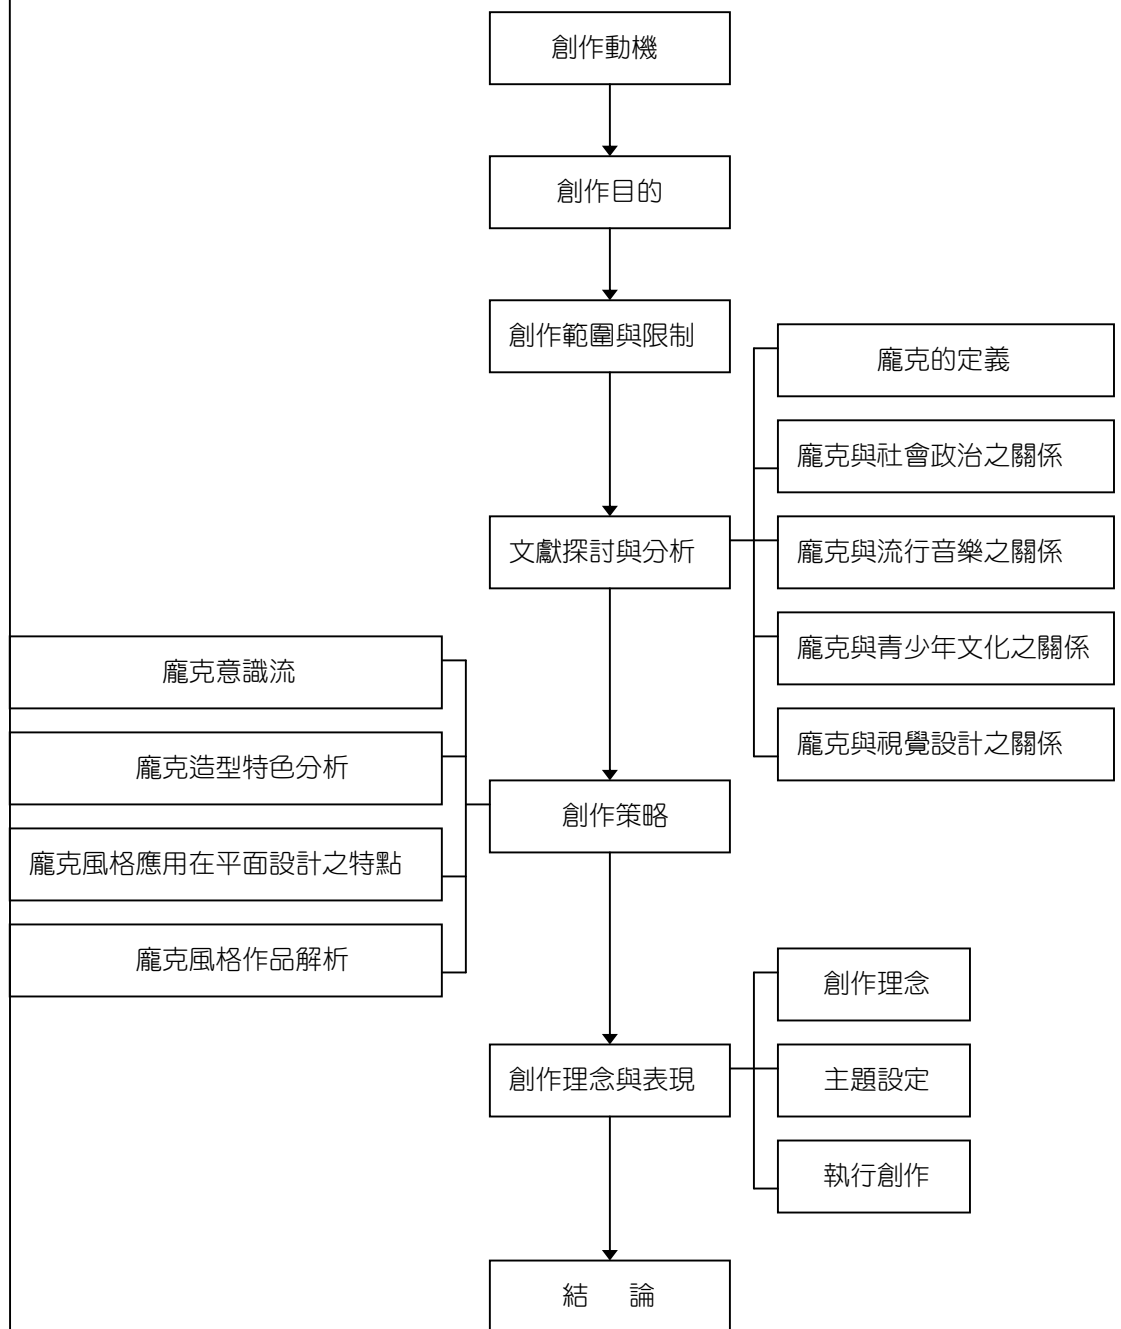 創作動機
創作目的
創作範圍與限制
龐克的定義
龐克與社會政治之關係
文獻探討與分析
龐克與流行音樂之關係
龐克與青少年文化之關係
龐克與視覺設計之關係
龐克意識流
龐克造型特色分析
創作策略
龐克風格應用在平面設計之特點
龐克風格作品解析
創作理念與表現
創作理念
主題設定
執行創作
結 論